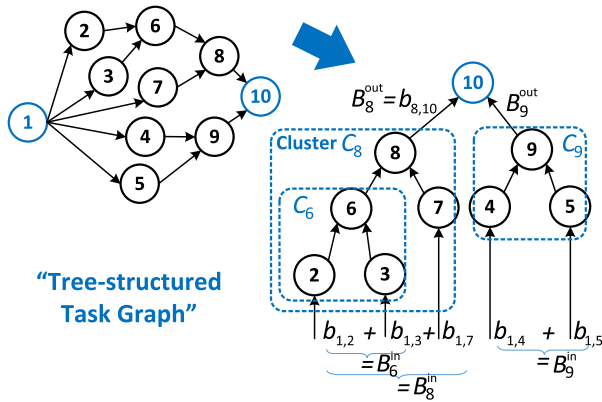 2
6
3
8
1
7
10
4
9
5
10
B₈ᵒᵘᵗ = b₈,₁₀
B₉ᵒᵘᵗ
Cluster C₈
8
9
C₉
C₆
6
7
4
5
2
3
"Tree-structured
Task Graph"
b₁,₂ + b₁,₃ + b₁,₇
b₁,₄ + b₁,₅
= B₆ⁱⁿ
= B₉ⁱⁿ
= B₈ⁱⁿ